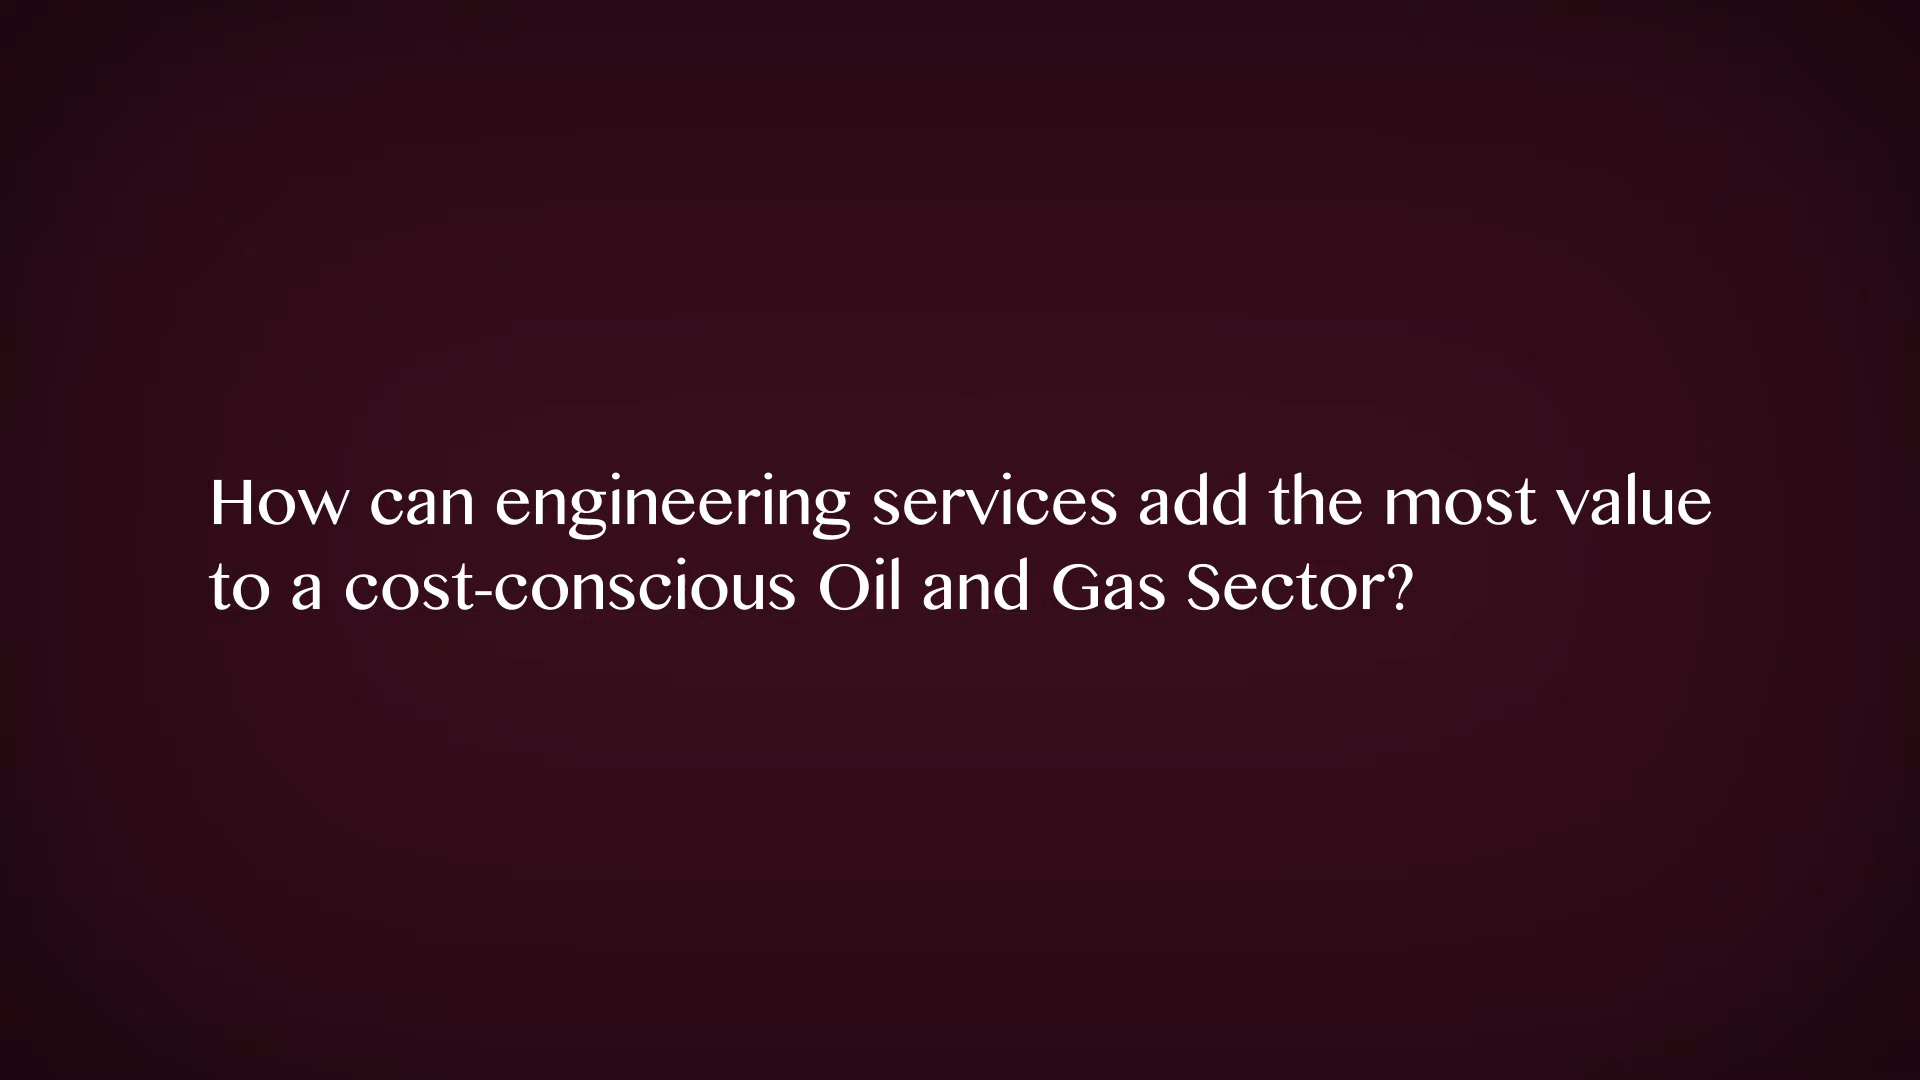 How can engineering services add the most value
to a cost-conscious Oil and Gas Sector?